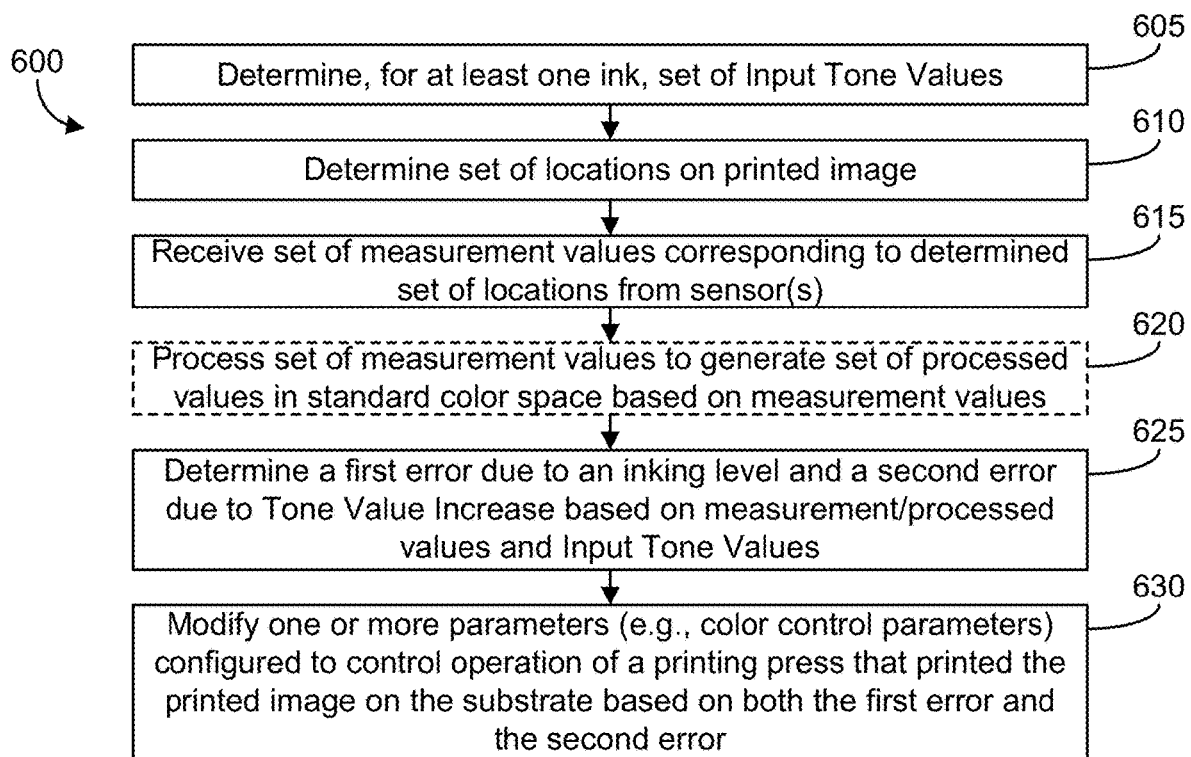 600
605
Determine, for at least one ink, set of Input Tone Values
610
Determine set of locations on printed image
615
Receive set of measurement values corresponding to determined
set of locations from sensor(s)
620
Process set of measurement values to generate set of processed
values in standard color space based on measurement values
625
Determine a first error due to an inking level and a second error
due to Tone Value Increase based on measurement/processed
values and Input Tone Values
630
Modify one or more parameters (e.g., color control parameters)
configured to control operation of a printing press that printed the
printed image on the substrate based on both the first error and
the second error